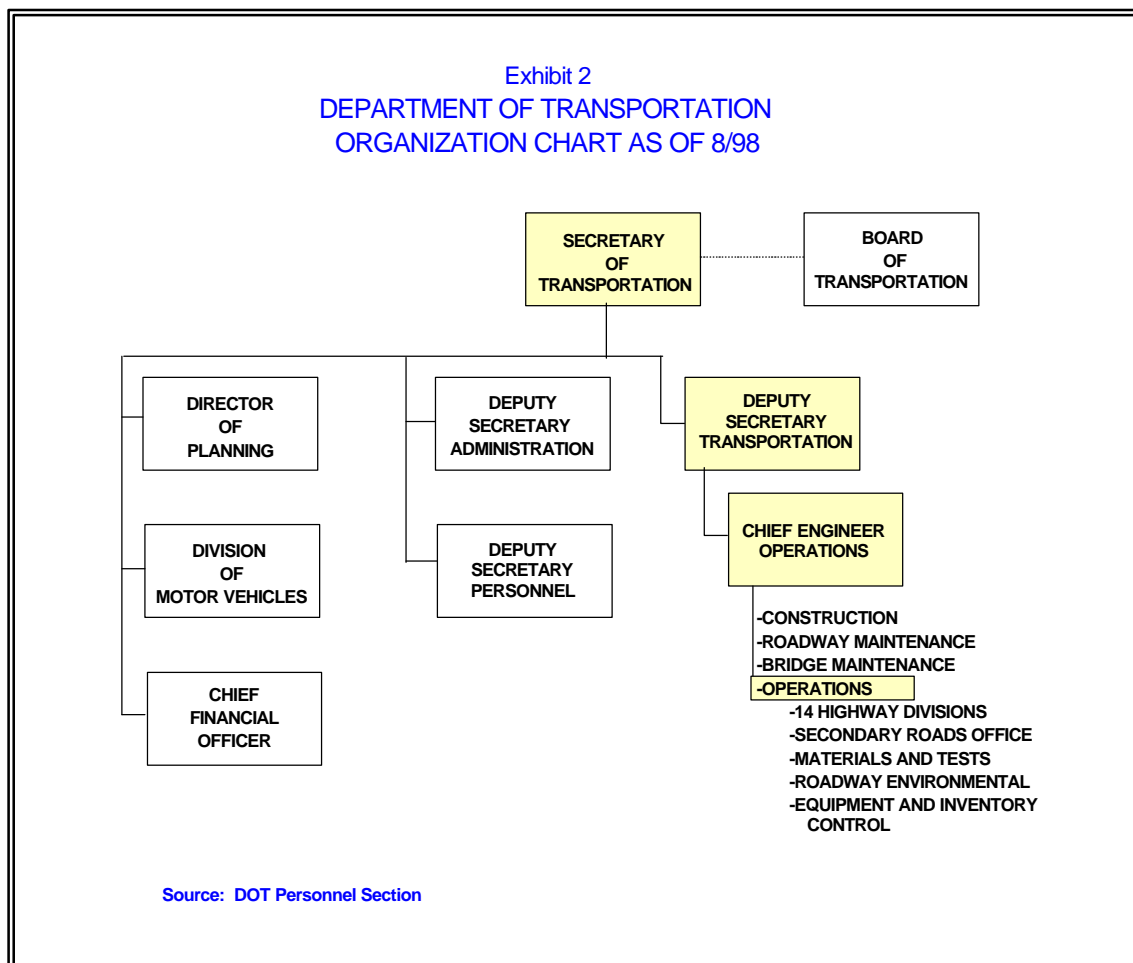 Exhibit 2
DEPARTMENT OF TRANSPORTATION
ORGANIZATION CHART AS OF 8/98
SECRETARY
OF
TRANSPORTATION
BOARD
OF
TRANSPORTATION
DIRECTOR
OF
PLANNING
DEPUTY
SECRETARY
ADMINISTRATION
DEPUTY
SECRETARY
TRANSPORTATION
DIVISION
OF
MOTOR VEHICLES
DEPUTY
SECRETARY
PERSONNEL
CHIEF ENGINEER
OPERATIONS
CHIEF
FINANCIAL
OFFICER
-CONSTRUCTION
-ROADWAY MAINTENANCE
-BRIDGE MAINTENANCE
-OPERATIONS
-14 HIGHWAY DIVISIONS
-SECONDARY ROADS OFFICE
-MATERIALS AND TESTS
-ROADWAY ENVIRONMENTAL
-EQUIPMENT AND INVENTORY
CONTROL
Source: DOT Personnel Section